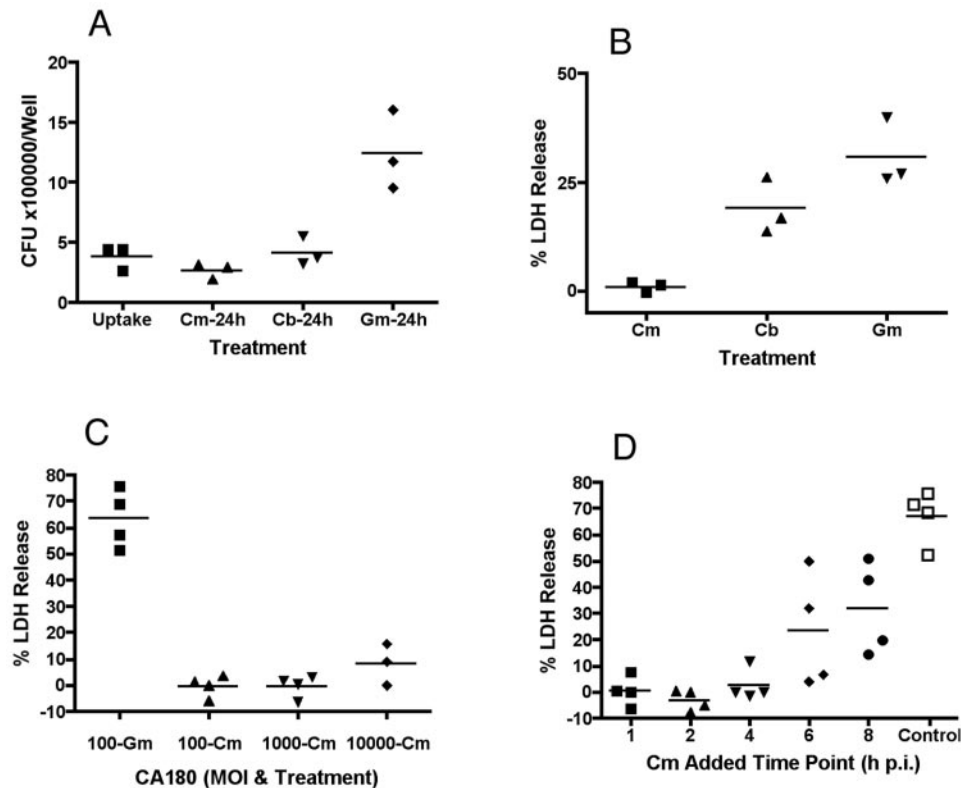 A
CFU x100000/Well
20
15
10
5
0
Uptake Cm-24h Cb-24h Gm-24h
Treatment
B
% LDH Release
50
25
0
Cm Cb Gm
Treatment
C
% LDH Release
80
70
60
50
40
30
20
10
0
-10
100-Gm 100-Cm 1000-Cm 10000-Cm
CA180 (MOI & Treatment)
D
% LDH Release
80
70
60
50
40
30
20
10
0
-10
1 2 4 6 8 Control
Cm Added Time Point (h p.i.)